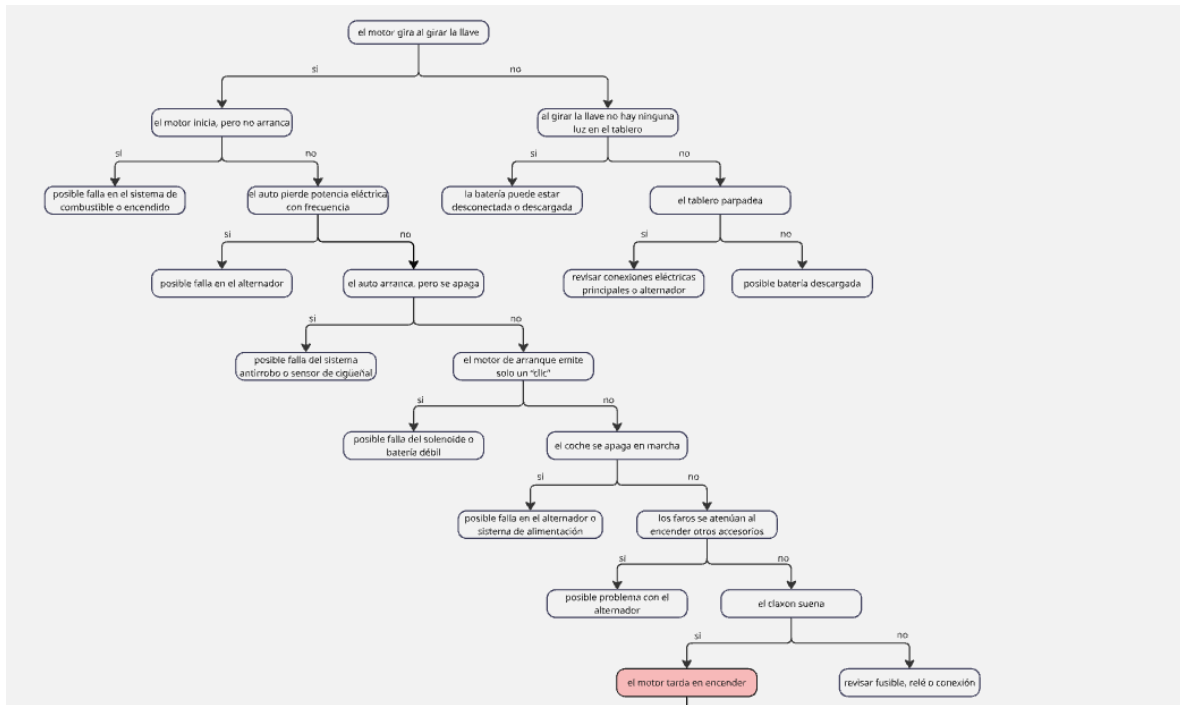 el motor gira al girar la llave
si
no
el motor inicia, pero no arranca
al girar la llave no hay ninguna
luz en el tablero
si
no
si
no
posible falla en el sistema de
combustible o encendido
el auto pierde potencia eléctrica
con frecuencia
la batería puede estar
desconectada o descargada
el tablero parpadea
si
no
si
no
posible falla en el alternador
el auto arranca, pero se apaga
revisar conexiones eléctricas
principales o alternador
posible batería descargada
si
no
posible falla del sistema
antirrobo o sensor de cigüeñal
el motor de arranque emite
solo un "clic"
si
no
posible falla del solenoide o
batería débil
el coche se apaga en marcha
si
no
posible falla en el alternador o
sistema de alimentación
los faros se atenúan al
encender otros accesorios
si
no
posible problema con el
alternador
el claxon suena
si
no
el motor tarda en encender
revisar fusible, relé o conexión